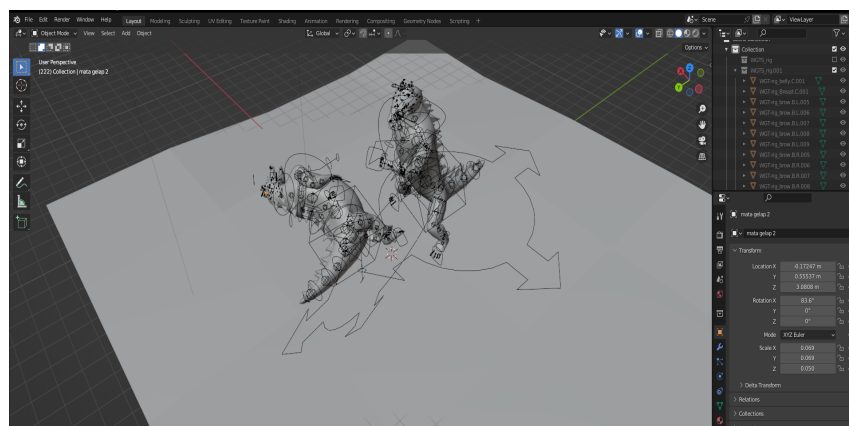 File Edit Render Window Help Layout Modeling Sculpting UV Editing Texture Paint Shading Animation Rendering Compositing Geometry Nodes Scripting + Scene ViewLayer
Object Mode View Select Add Object Global
Options
User Perspective
(222) Collection | mata gelap 2
Collection
WGTS_rig
WGTS_rig.001
WGT-rig_belly.C.001
WGT-rig_breast.C.001
WGT-rig_brow.B.L.005
WGT-rig_brow.B.L.006
WGT-rig_brow.B.L.007
WGT-rig_brow.B.L.008
WGT-rig_brow.B.L.009
WGT-rig_brow.B.R.005
WGT-rig_brow.B.R.006
WGT-rig_brow.B.R.007
WGT-rig_brow.B.R.008
mata gelap 2
mata gelap 2
Transform
Location X -0.17247 m
Y 0.55537 m
Z 3.0808 m
Rotation X 83.6°
Y 0°
Z 0°
Mode XYZ Euler
Scale X 0.069
Y 0.069
Z 0.050
Delta Transform
Relations
Collections